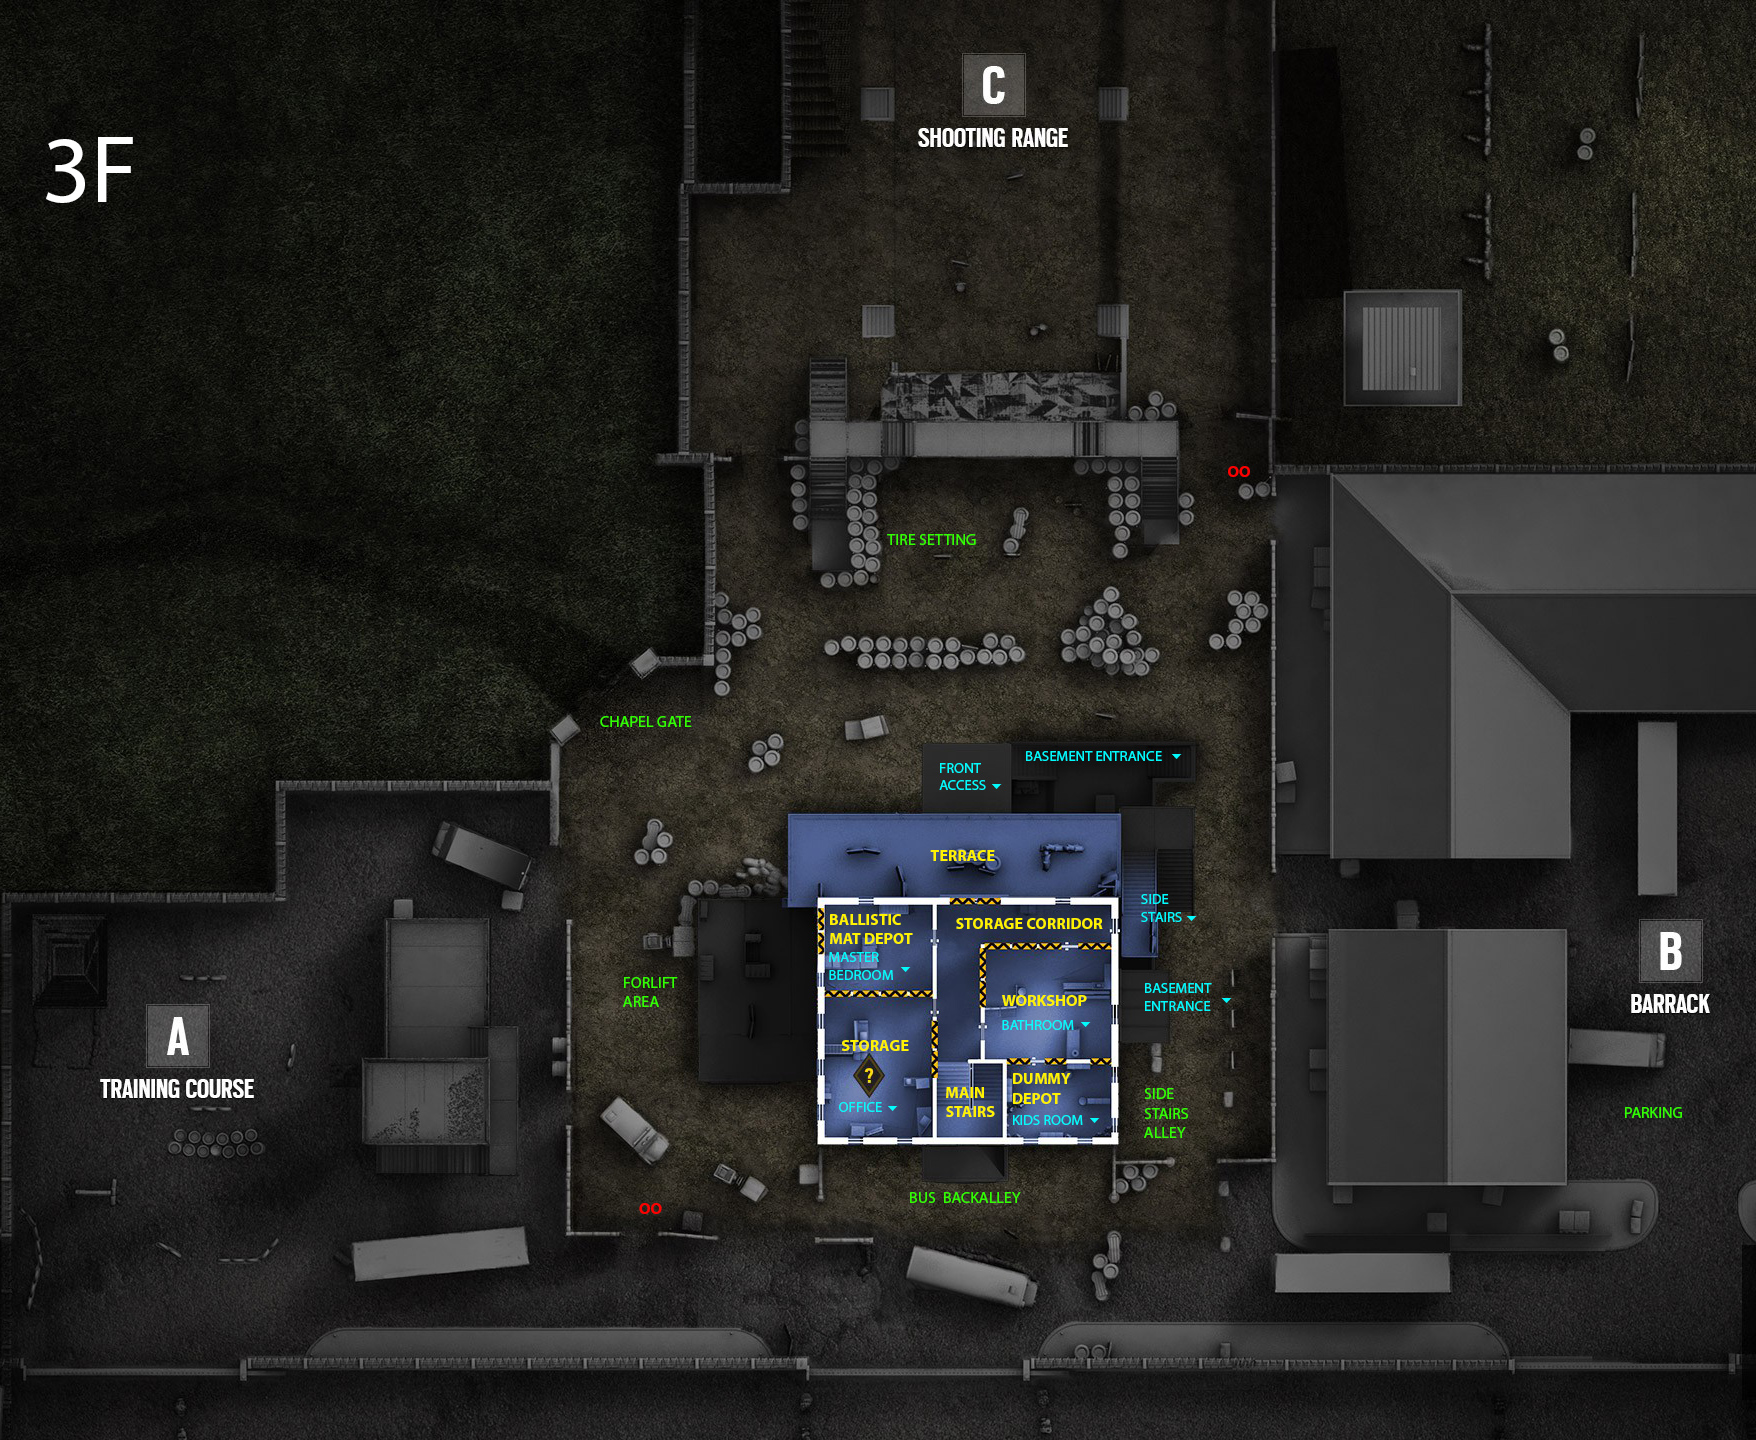 C
SHOOTING RANGE
3F
OO
TIRE SETTING
CHAPEL GATE
BASEMENT ENTRANCE
FRONT
ACCESS
TERRACE
SIDE
STAIRS
BALLISTIC
MAT DEPOT
STORAGE CORRIDOR
MASTER
BEDROOM
FORLIFT
AREA
BASEMENT
ENTRANCE
WORKSHOP
BATHROOM
B
BARRACK
A
TRAINING COURSE
STORAGE
?
OFFICE
MAIN
STAIRS
DUMMY
DEPOT
KIDS ROOM
SIDE
STAIRS
ALLEY
PARKING
BUS BACKALLEY
OO